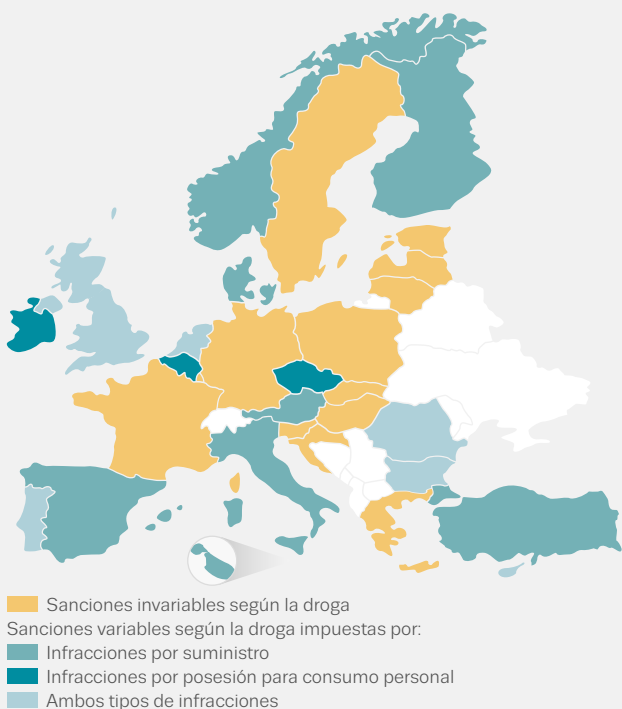 Sanciones invariables según la droga
Sanciones variables según la droga impuestas por:
Infracciones por suministro
Infracciones por posesión para consumo personal
Ambos tipos de infracciones